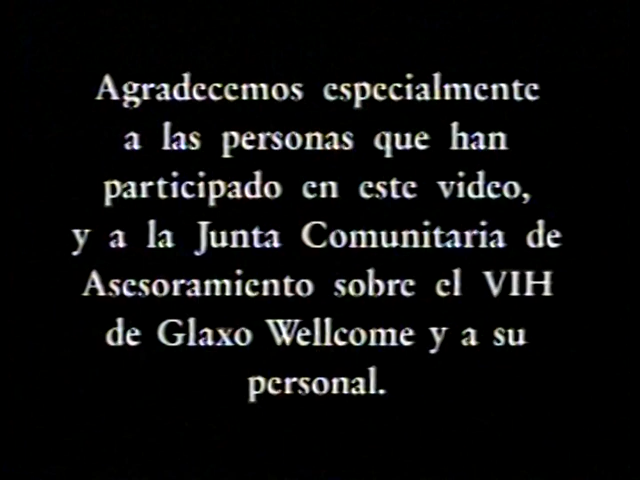 Agradecemos especialmente
a las personas que han
participado en este video,
y a la Junta Comunitaria de
Asesoramiento sobre el VIH
de Glaxo Wellcome y a su
personal.